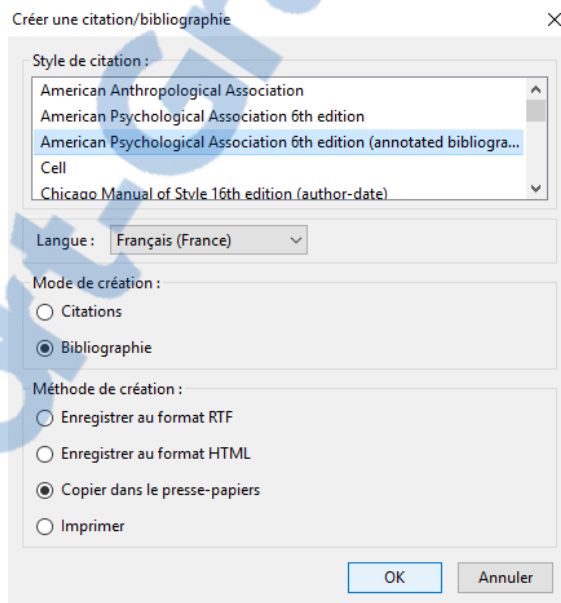 Créer une citation/bibliographie
Style de citation :
American Anthropological Association
American Psychological Association 6th edition
American Psychological Association 6th edition (annotated bibliogra...
Cell
Chicago Manual of Style 16th edition (author-date)
Langue : Français (France)
Mode de création :
Citations
Bibliographie
Méthode de création :
Enregistrer au format RTF
Enregistrer au format HTML
Copier dans le presse-papiers
Imprimer
OK Annuler